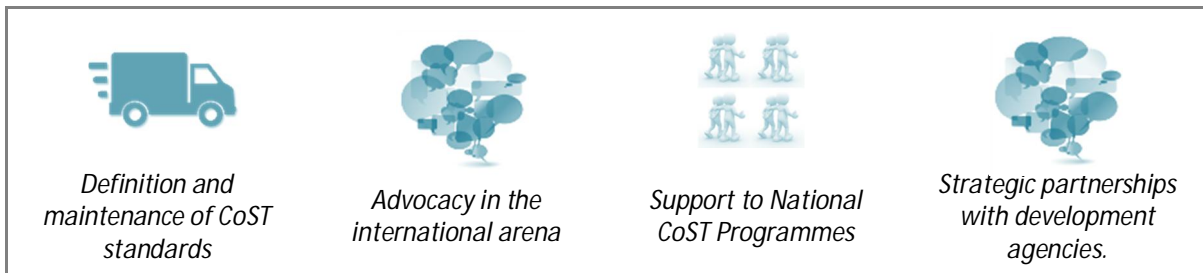 Definition and
maintenance of CoST
standards
Advocacy in the
international arena
Support to National
CoST Programmes
Strategic partnerships
with development
agencies.